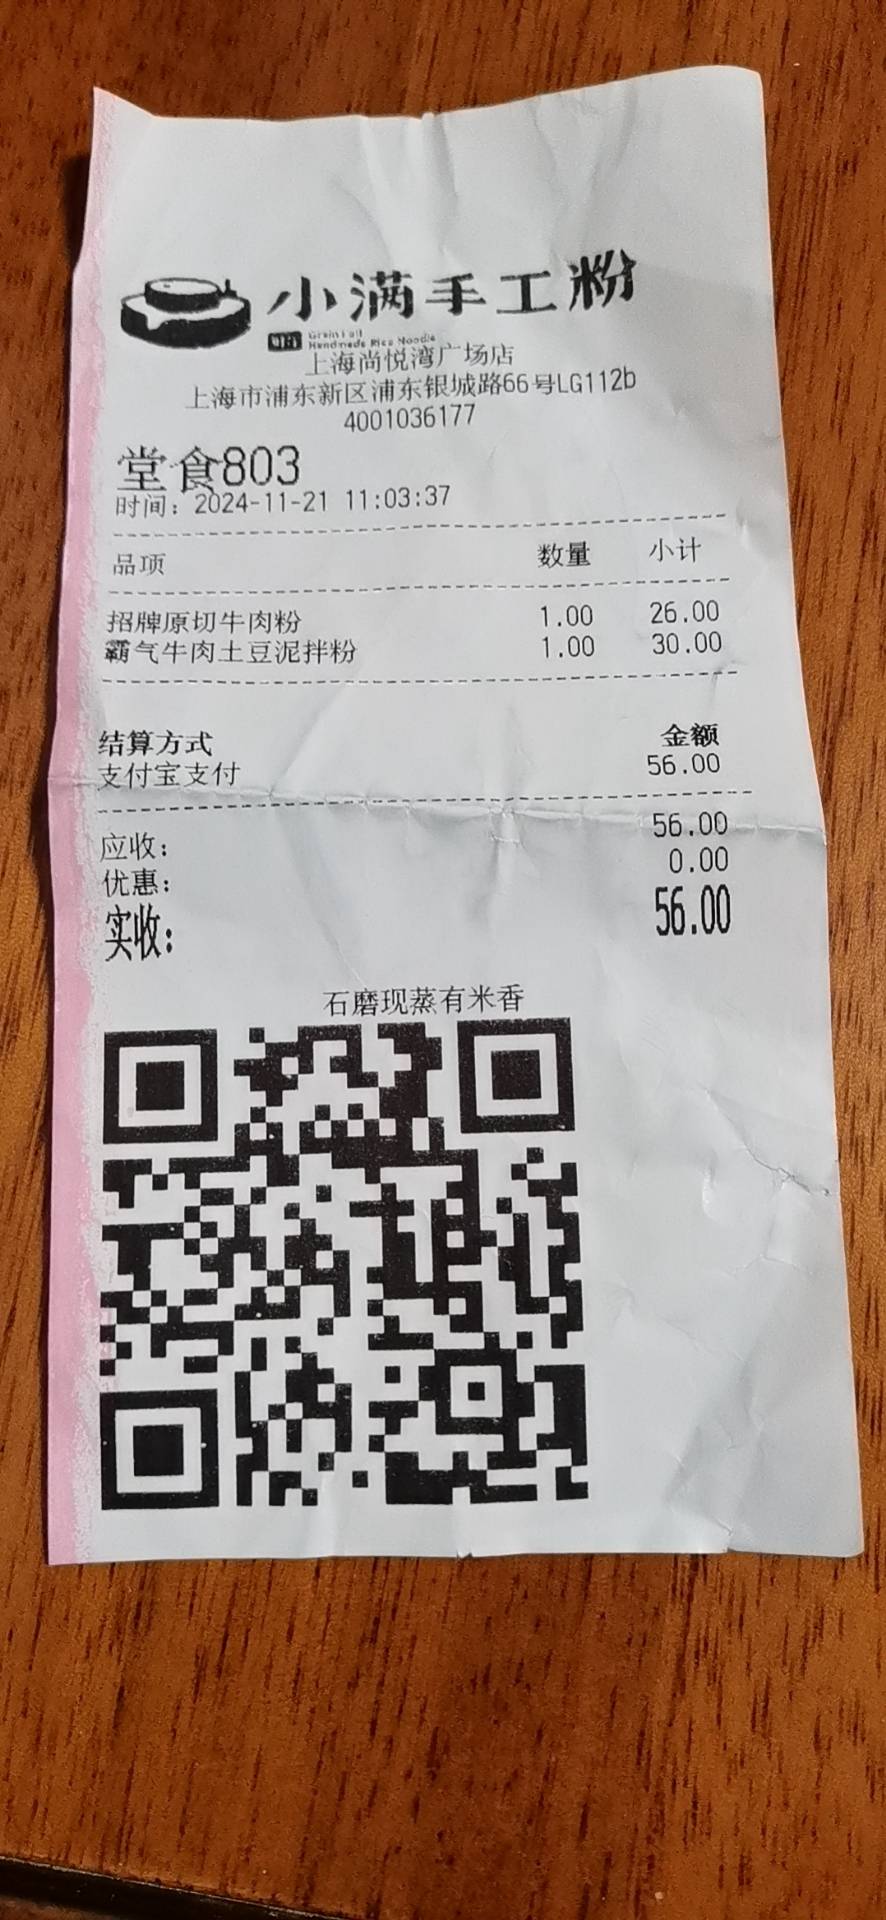 小满手工粉
Grain Full
Handmade Rice Noodle
上海尚悦湾广场店
上海市浦东新区浦东银城路66号LG112b
4001036177
堂食803
时间：2024-11-21 11:03:37
品项 数量 小计
招牌原切牛肉粉 1.00 26.00
霸气牛肉土豆泥拌粉 1.00 30.00
结算方式 金额
支付宝支付 56.00
应收： 56.00
优惠： 0.00
实收： 56.00
石磨现蒸有米香